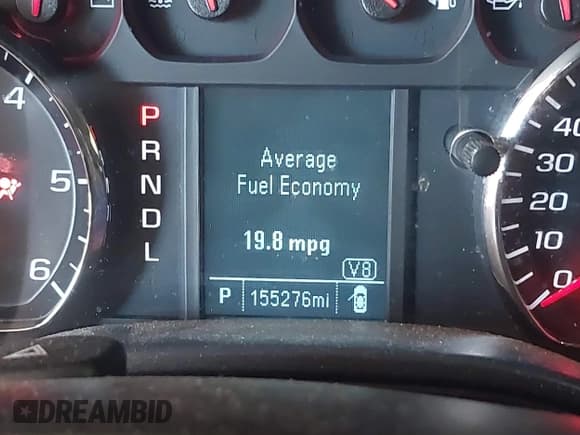 4
5
6
P
R
N
D
L
Average
Fuel Economy
19.8 mpg
V8
P 155276mi
40
30
20
10
0
DREAMBID